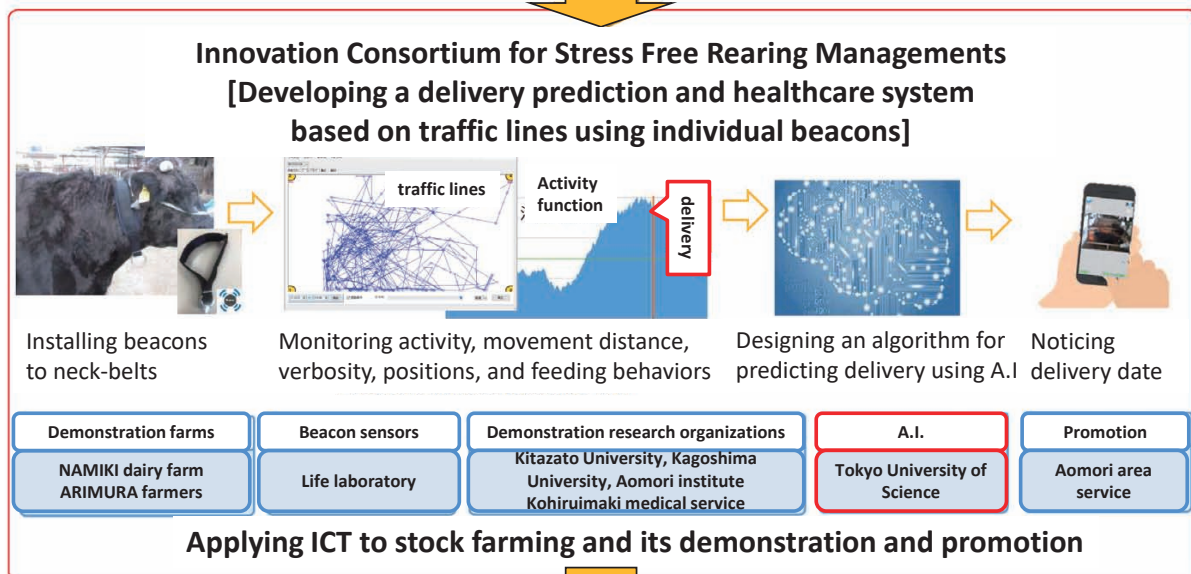 Innovation Consortium for Stress Free Rearing Managements
[Developing a delivery prediction and healthcare system
based on traffic lines using individual beacons]
traffic lines
Activity
function
delivery
Installing beacons
to neck-belts
Monitoring activity, movement distance,
verbosity, positions, and feeding behaviors
Designing an algorithm for
predicting delivery using A.I
Noticing
delivery date
Demonstration farms
NAMIKI dairy farm
ARIMURA farmers
Beacon sensors
Life laboratory
Demonstration research organizations
Kitazato University, Kagoshima
University, Aomori institute
Kohiruimaki medical service
A.I.
Tokyo University of
Science
Promotion
Aomori area
service
Applying ICT to stock farming and its demonstration and promotion